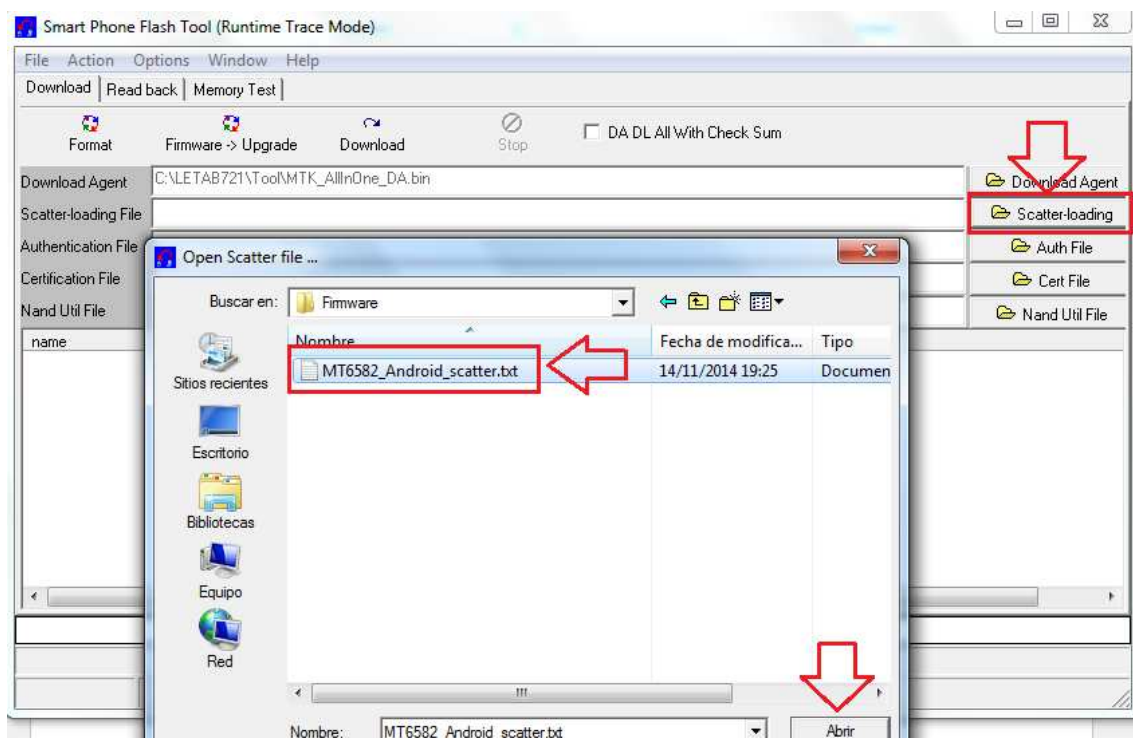 Smart Phone Flash Tool (Runtime Trace Mode)
File Action Options Window Help
Download Read back Memory Test
Format Firmware -> Upgrade Download Stop DA DL All With Check Sum
Download Agent C:\LETAB721\Tool\MTK_AllInOne_DA.bin Download Agent
Scatter-loading File Scatter-loading
Authentication File Auth File
Certification File Cert File
Nand Util File Nand Util File
name
Open Scatter file ...
Buscar en: Firmware
Nombre Fecha de modifica... Tipo
MT6582_Android_scatter.txt 14/11/2014 19:25 Documen
Sitios recientes
Escritorio
Bibliotecas
Equipo
Red
Nombre: MT6582_Android_scatter.txt Abrir